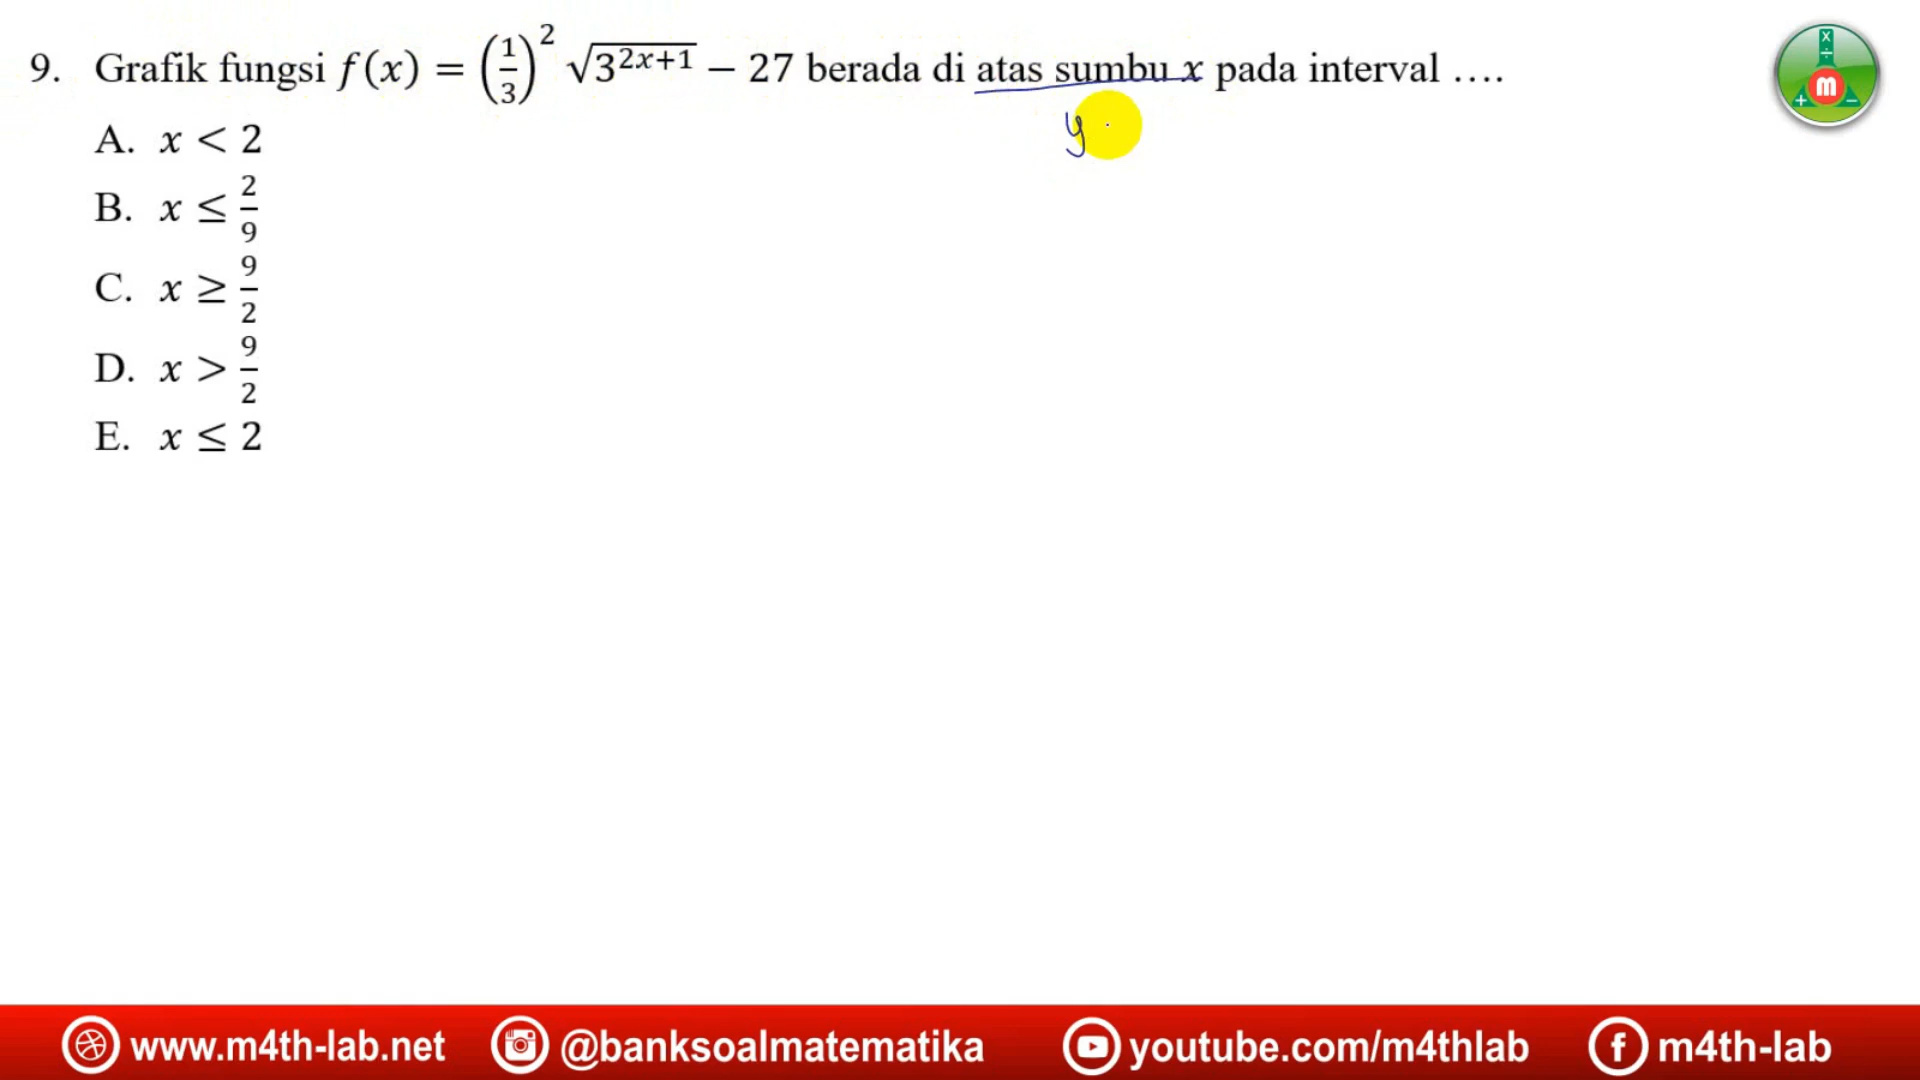 9. Grafik fungsi f(x) = (1/3)² √3^(2x+1) − 27 berada di atas sumbu x pada interval ….
y
A. x < 2
B. x ≤ 2/9
C. x ≥ 9/2
D. x > 9/2
E. x ≤ 2
x
÷
m
+ −
www.m4th-lab.net @banksoalmatematika youtube.com/m4thlab f m4th-lab